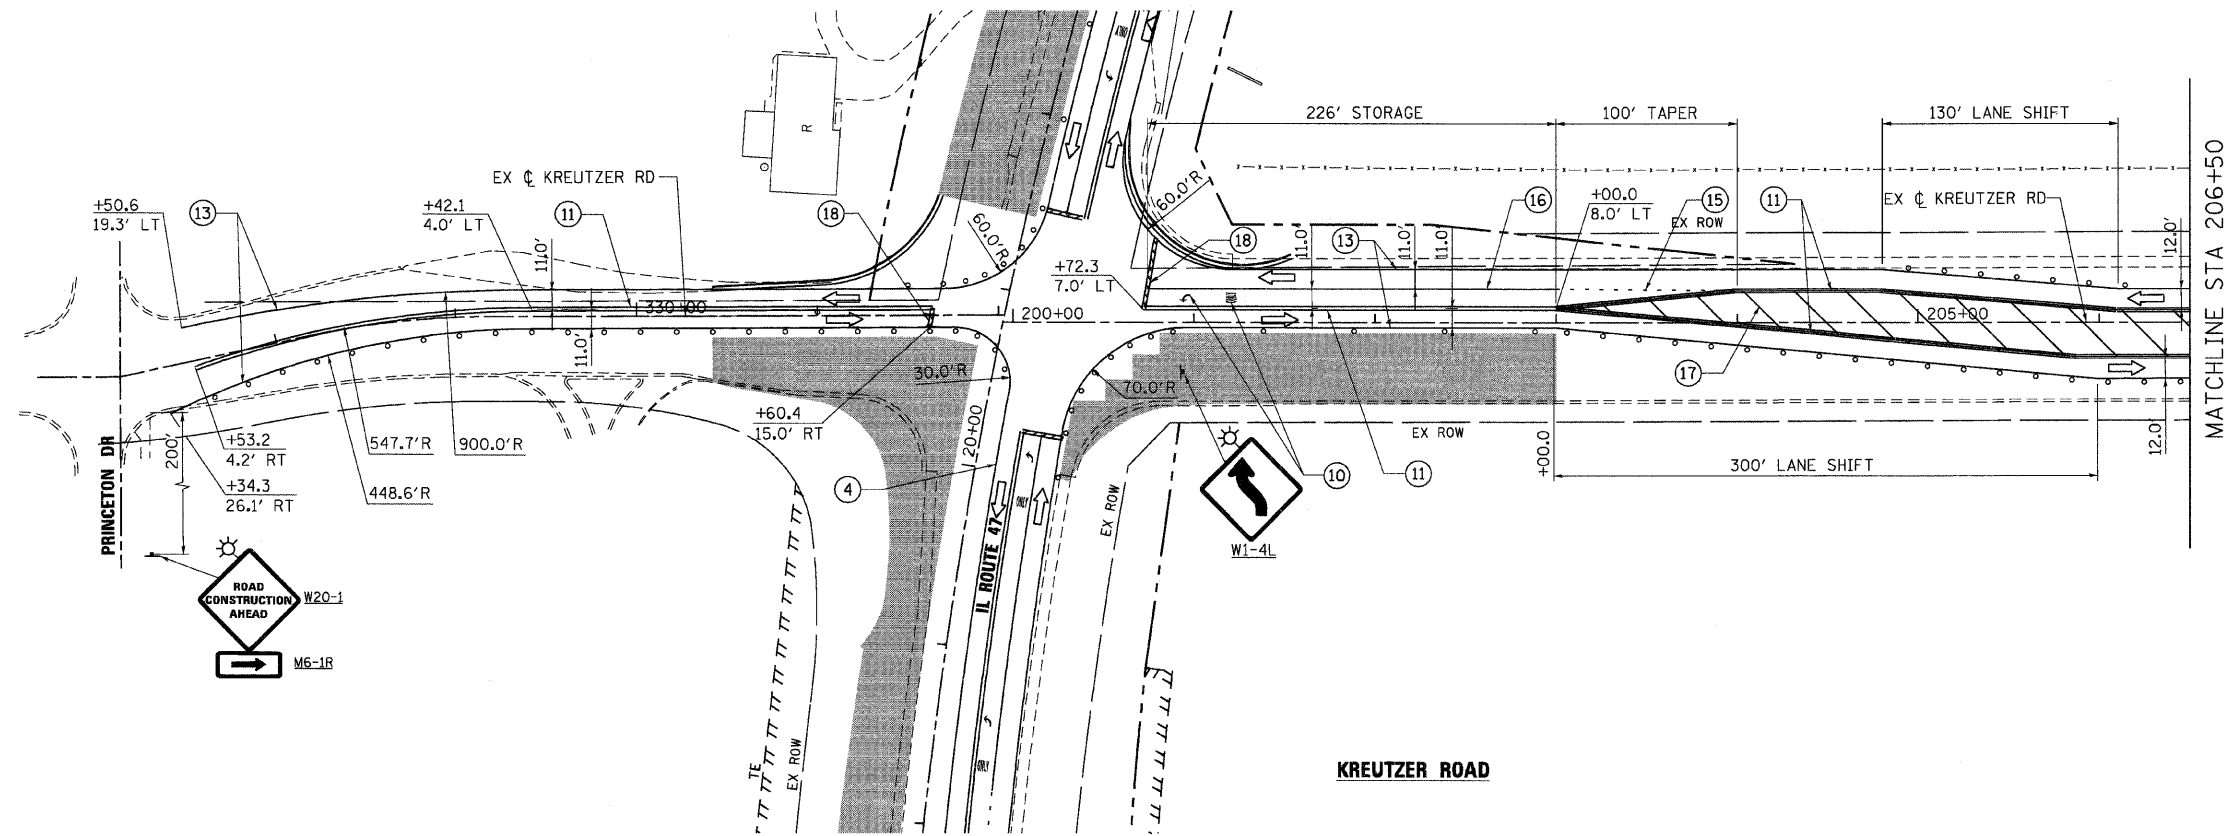 226' STORAGE
100' TAPER
130' LANE SHIFT
MATCHLINE STA 206+50
R
EX ℄ KREUTZER RD
+50.6
19.3' LT
13
+42.1
4.0' LT
11
11.0'
18
60.0'R
60.0'R
18
11.0'
13
11.0'
11.0'
16
+00.0
8.0' LT
15
EX ROW
11
EX ℄ KREUTZER RD
12.0'
+72.3
7.0' LT
330+00
200+00
205+00
11.0'
30.0'R
70.0'R
17
+60.4
15.0' RT
20+00
EX ROW
+00.0
300' LANE SHIFT
12.0'
PRINCETON DR
200'
+53.2
4.2' RT
547.7'R
900.0'R
+34.3
26.1' RT
448.6'R
4
ONLY
10
11
W1-4L
IL ROUTE 47
EX ROW
ROAD
CONSTRUCTION
AHEAD
W20-1
M6-1R
TE
EX ROW
ONLY
KREUTZER ROAD